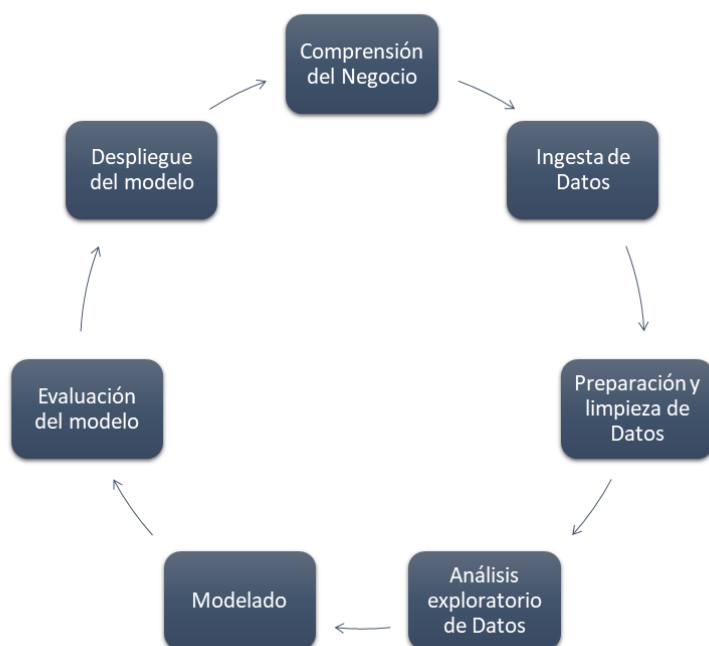 Comprensión
del Negocio
Ingesta de
Datos
Preparación y
limpieza de
Datos
Análisis
exploratorio
de Datos
Modelado
Evaluación
del modelo
Despliegue
del modelo